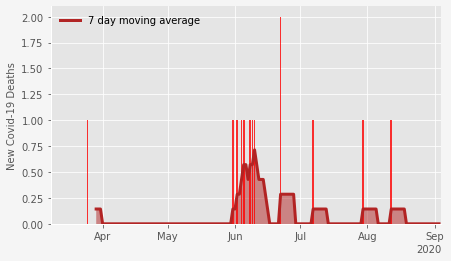 7 day moving average
New Covid-19 Deaths
2.00
1.75
1.50
1.25
1.00
0.75
0.50
0.25
0.00
Apr
May
Jun
Jul
Aug
Sep
2020